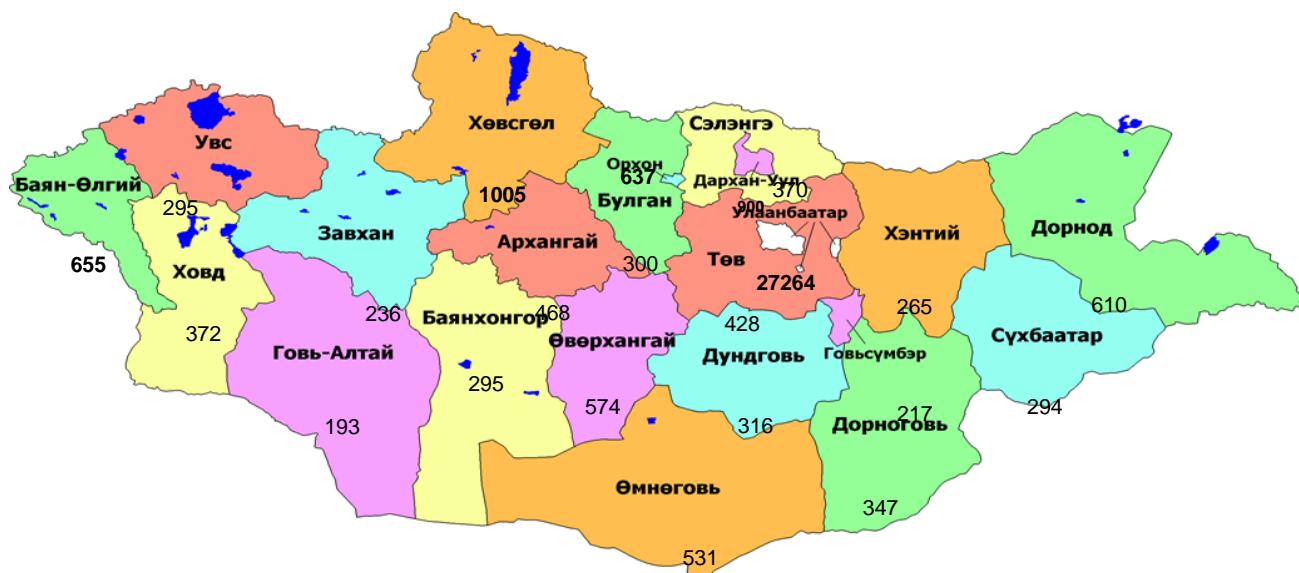 Сэлэнгэ
Хөвсгөл
Увс
Орхон
637
Дархан-Уул
370
Баян-Өлгий
1005
295
Булган
900
Улаанбаатар
Завхан
Архангай
Хэнтий
Дорнод
655
Ховд
300
Төв
27264
236
Баянхонгор
468
265
610
372
428
Говь-Алтай
Өвөрхангай
Дундговь
Говьсүмбэр
Сүхбаатар
295
574
217
294
193
316
Дорноговь
Өмнөговь
347
531